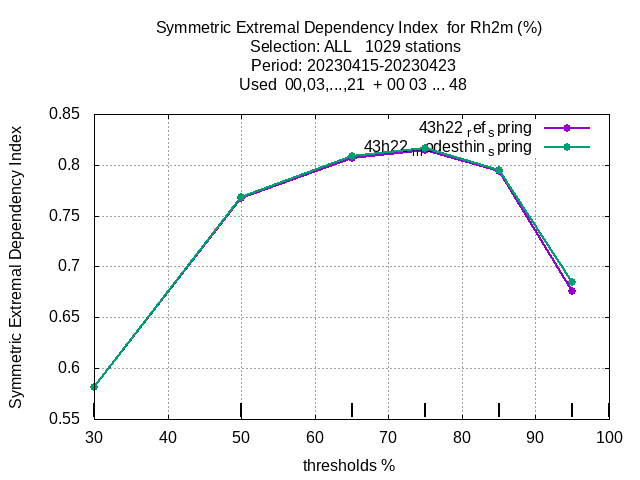 Symmetric Extremal Dependency Index for Rh2m (%)
Selection: ALL 1029 stations
Period: 20230415-20230423
Used 00,03,...,21 + 00 03 ... 48
43h22 ref spring
43h22 modesthin spring
Symmetric Extremal Dependency Index
0.85
0.8
0.75
0.7
0.65
0.6
0.55
30 40 50 60 70 80 90 100
thresholds %